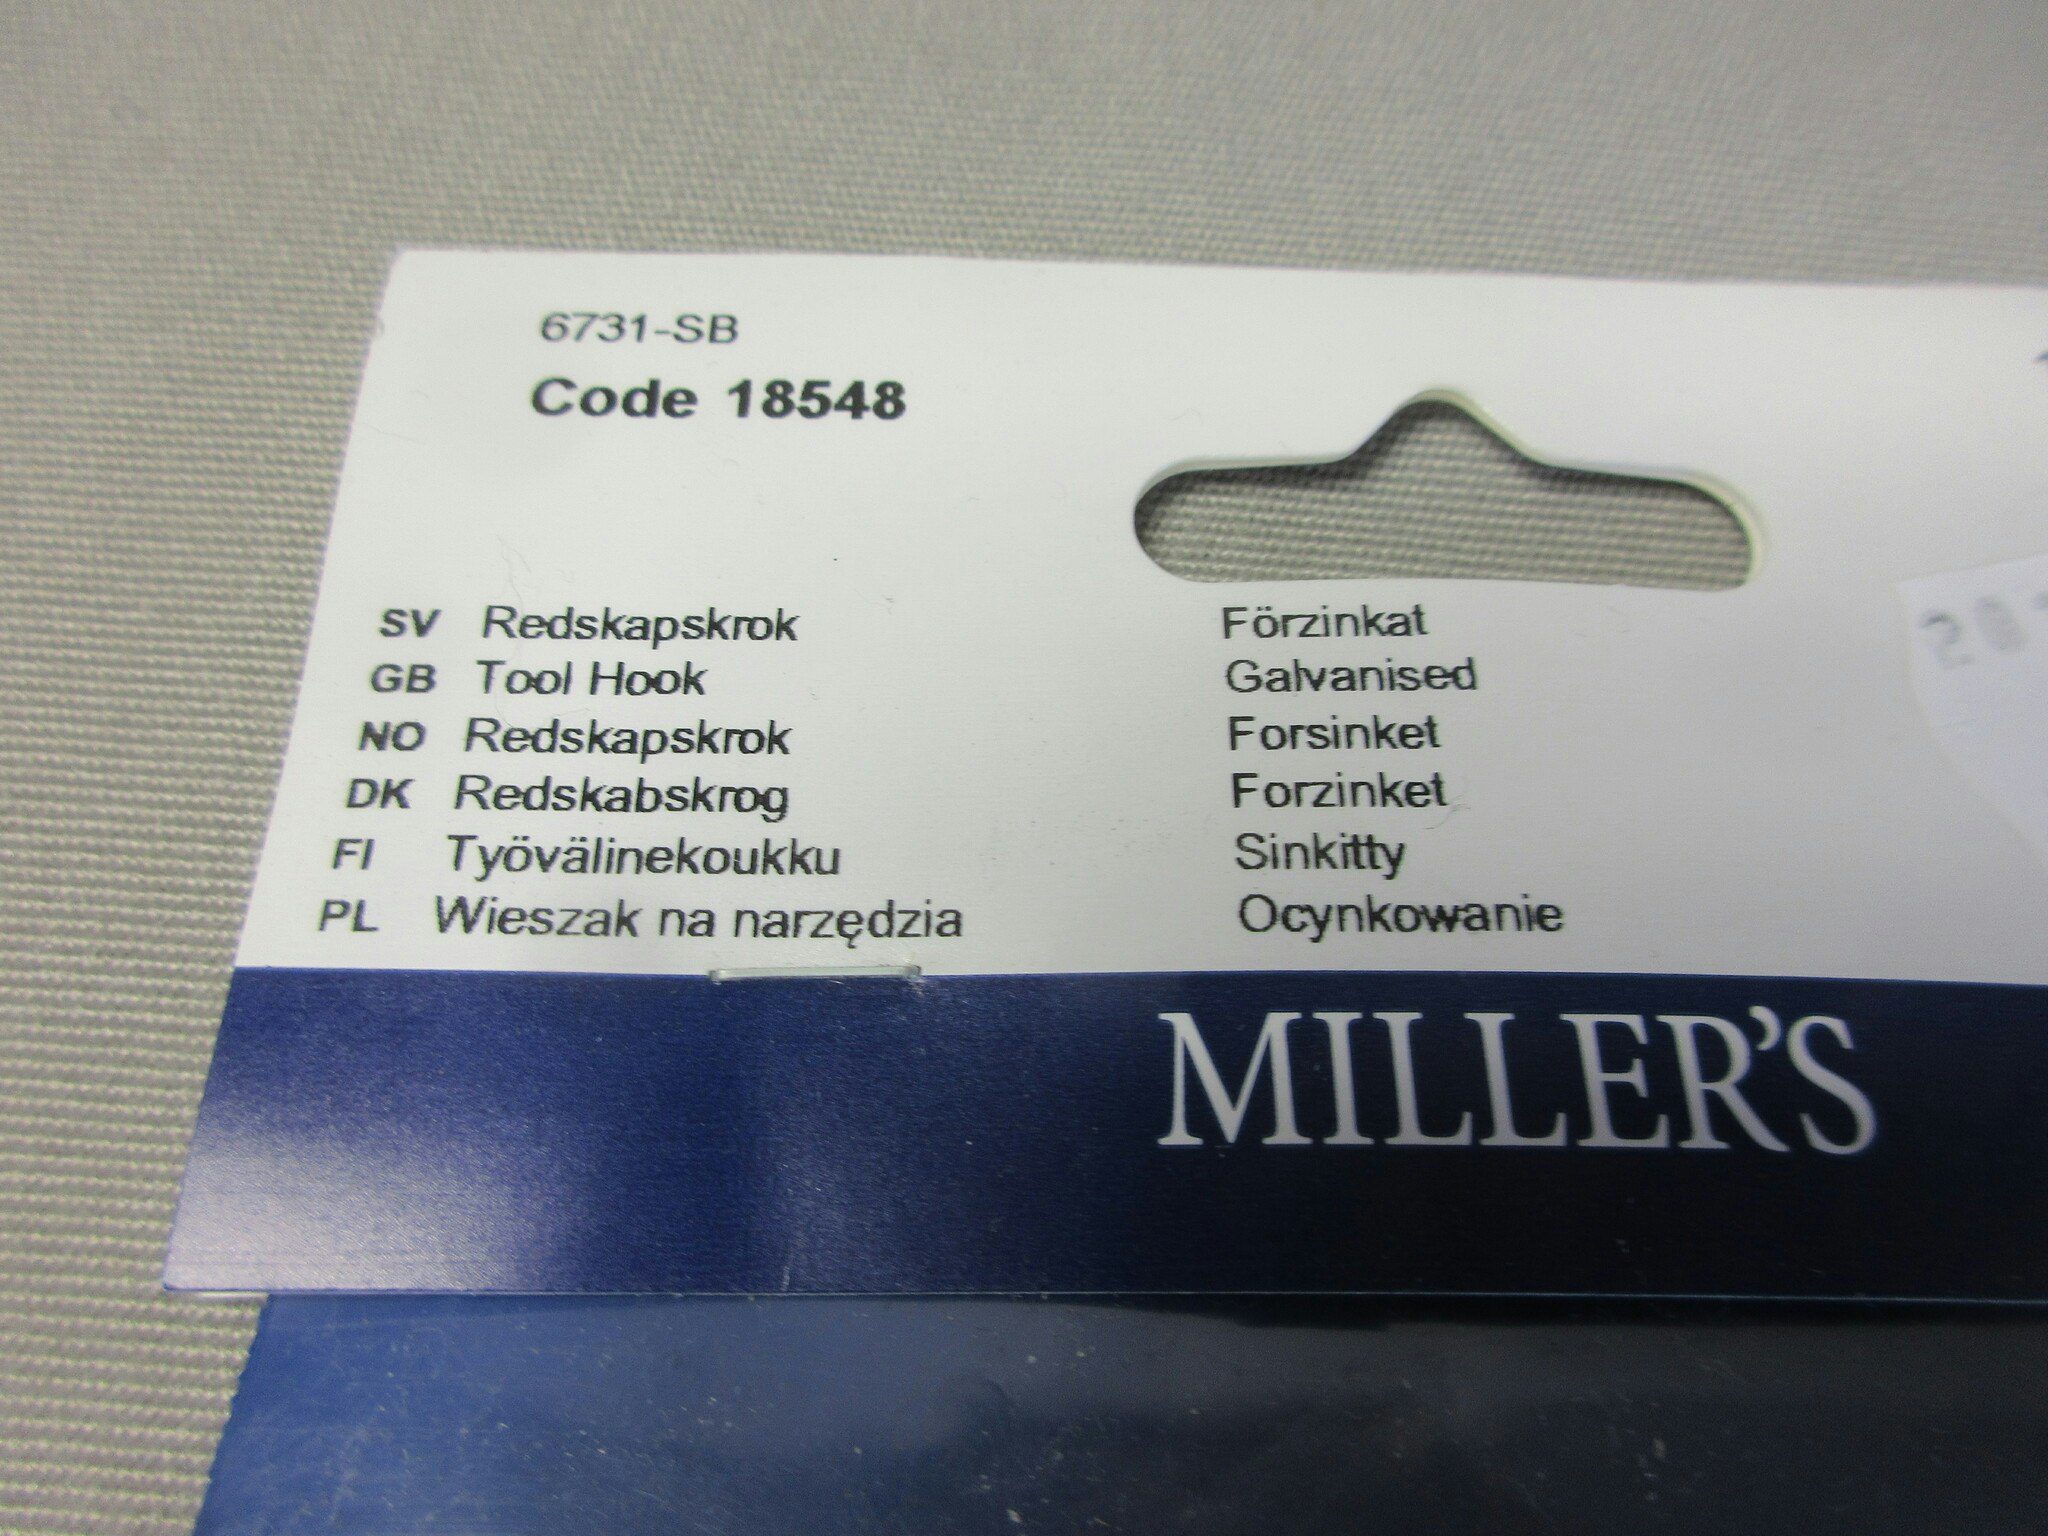 6731-SB
Code 18548
SV Redskapskrok Förzinkat
GB Tool Hook Galvanised
NO Redskapskrok Forsinket
DK Redskabskrog Forzinket
FI Työvälinekoukku Sinkitty
PL Wieszak na narzędzia Ocynkowanie
MILLER'S